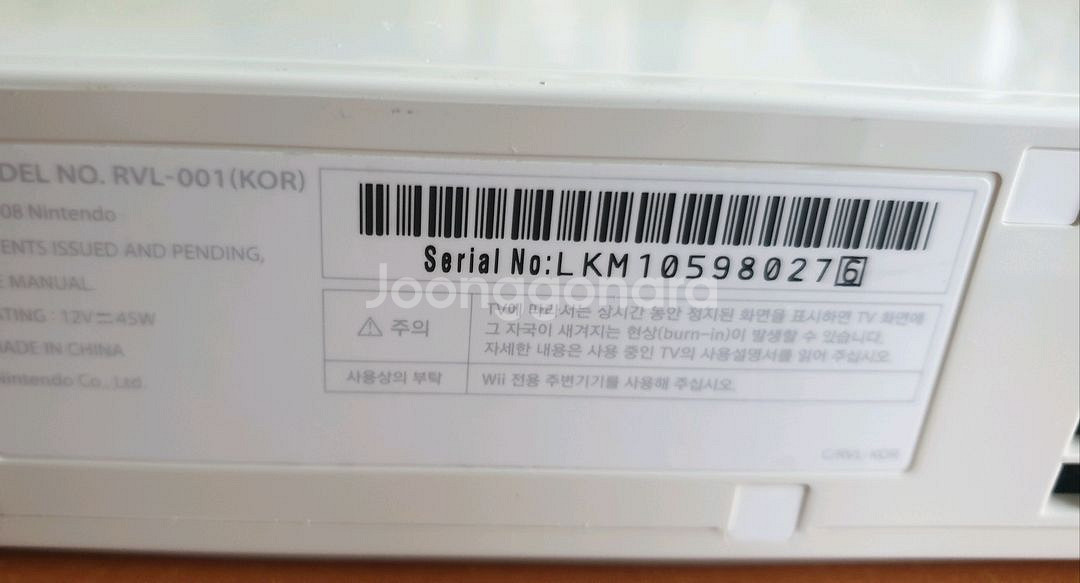 DEL NO. RVL-001(KOR)
08 Nintendo
ENTS ISSUED AND PENDING,
E MANUAL
ATING : 12V⎓45W
MADE IN CHINA
Nintendo Co., Ltd.
Serial No:LKM105980276
Joonggonara
⚠ 주의
TV에 따라서는 상시간 동안 정지된 화면을 표시하면 TV 화면에
그 자국이 새겨지는 현상(burn-in)이 발생할 수 있습니다.
자세한 내용은 사용 중인 TV의 사용설명서를 읽어 주십시오.
사용상의 부탁
Wii 전용 주변기기를 사용해 주십시오.
C/RVL-KOR